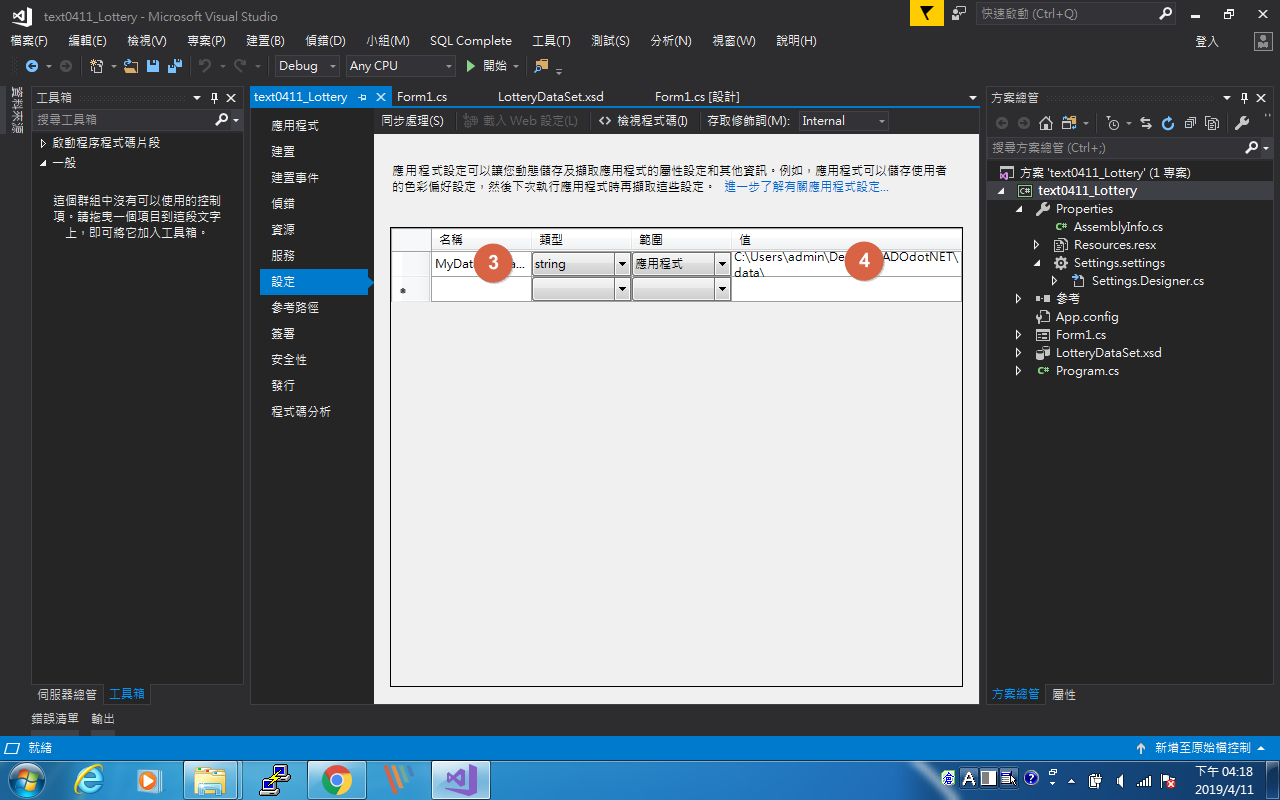 text0411_Lottery - Microsoft Visual Studio
快速啟動 (Ctrl+Q)
檔案(F) 編輯(E) 檢視(V) 專案(P) 建置(B) 偵錯(D) 小組(M) SQL Complete 工具(T) 測試(S) 分析(N) 視窗(W) 說明(H)
登入
Debug Any CPU 開始
資料來源
工具箱
搜尋工具箱
啟動程序程式碼片段
一般
這個群組中沒有可以使用的控制
項。請拖曳一個項目到這段文字
上，即可將它加入工具箱。
伺服器總管 工具箱
text0411_Lottery Form1.cs LotteryDataSet.xsd Form1.cs [設計]
應用程式
建置
建置事件
偵錯
資源
服務
設定
參考路徑
簽署
安全性
發行
程式碼分析
同步處理(S) 載入 Web 設定(L) 檢視程式碼(I) 存取修飾詞(M): Internal
應用程式設定可以讓您動態儲存及擷取應用程式的屬性設定和其他資訊。例如，應用程式可以儲存使用者
的色彩偏好設定，然後下次執行應用程式時再擷取這些設定。 進一步了解有關應用程式設定...
名稱 類型 範圍 值
MyDat 3 a... string 應用程式 C:\Users\admin\De 4 ADOdotNET\
data\
*
方案總管
搜尋方案總管 (Ctrl+;)
方案 'text0411_Lottery' (1 專案)
text0411_Lottery
Properties
AssemblyInfo.cs
Resources.resx
Settings.settings
Settings.Designer.cs
參考
App.config
Form1.cs
LotteryDataSet.xsd
Program.cs
方案總管 屬性
錯誤清單 輸出
就緒
新增至原始檔控制
下午 04:18
2019/4/11